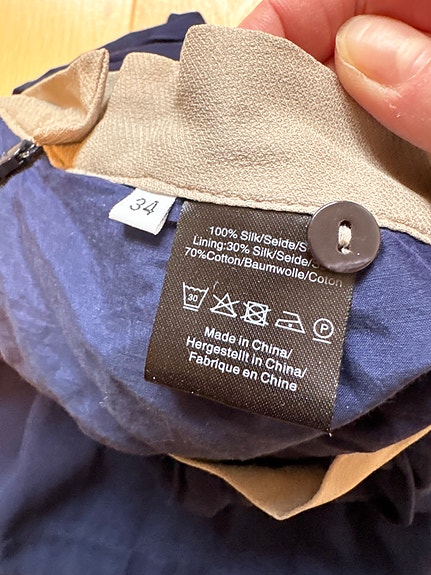 34
100% Silk/Seide/S
Lining:30% Silk/Seide/S
70%Cotton/Baumwolle/Coton
30
P
Made in China/
Hergestellt in China/
Fabrique en Chine